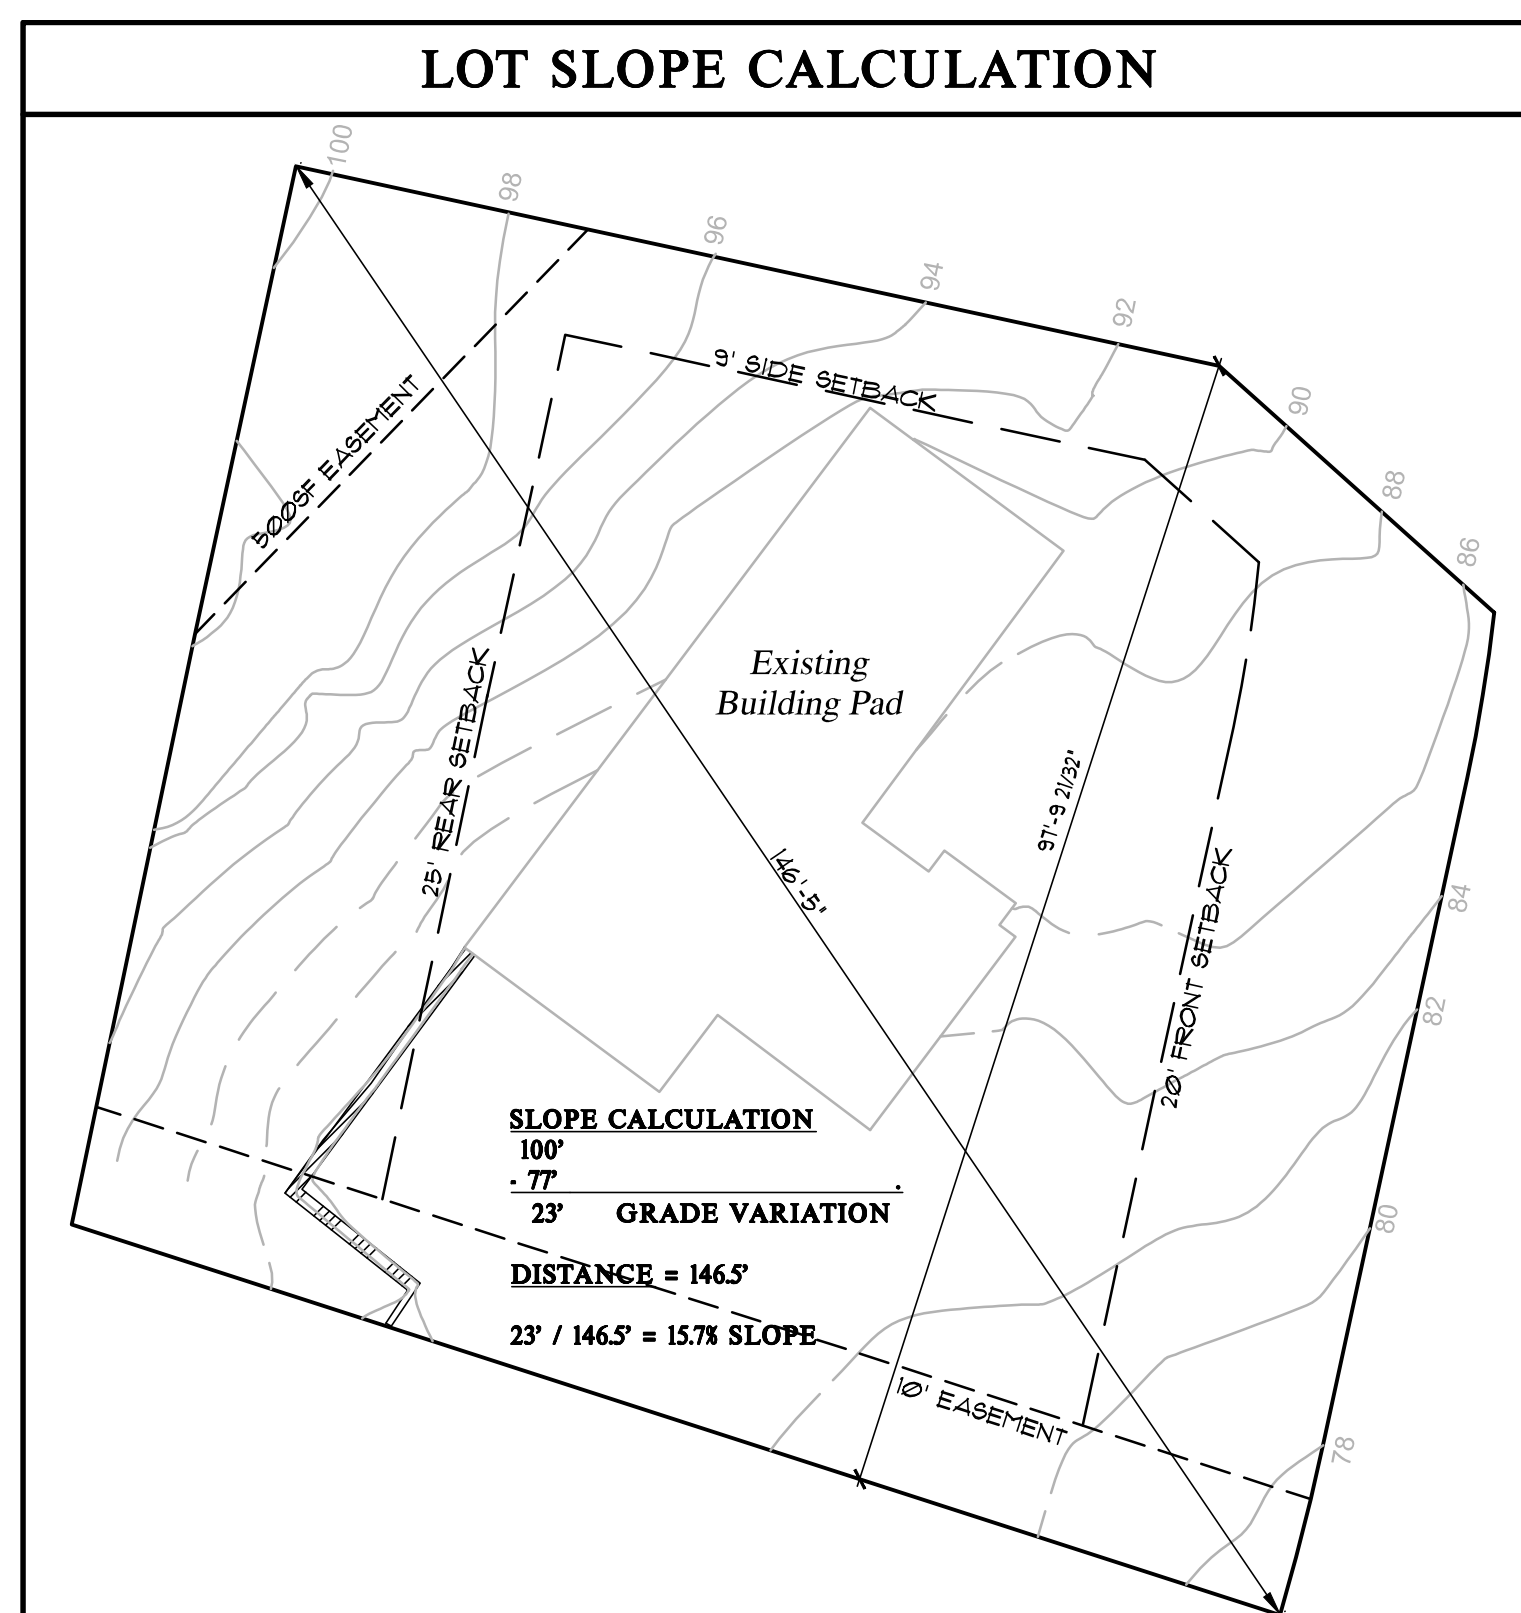 LOT SLOPE CALCULATION
100
98
96
94
92
90
88
86
84
82
80
78
9' SIDE SETBACK
500SF EASEMENT
25' REAR SETBACK
Existing
Building Pad
97'-9 21/32"
146'-5"
20' FRONT SETBACK
SLOPE CALCULATION
100'
- 77'
23' GRADE VARIATION
DISTANCE = 146.5'
23' / 146.5' = 15.7% SLOPE
10' EASEMENT